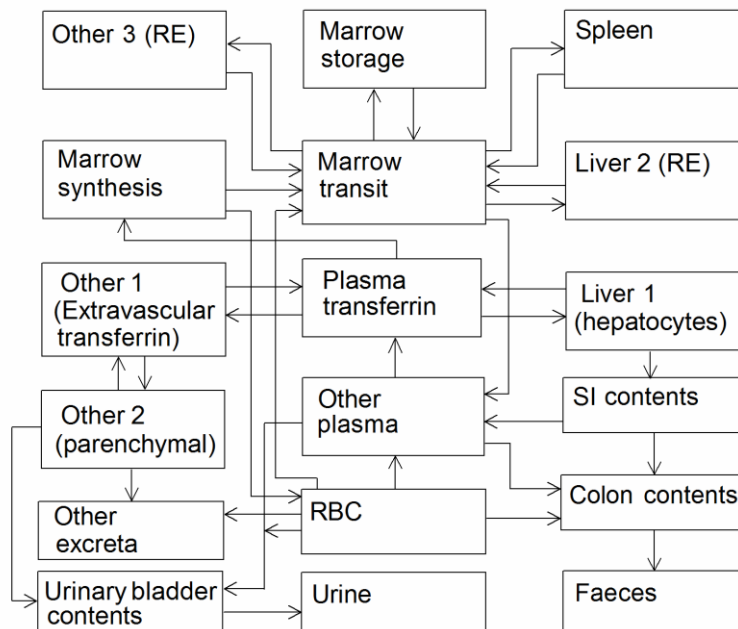 Other 3 (RE)
Marrow
storage
Spleen
Marrow
synthesis
Marrow
transit
Liver 2 (RE)
Other 1
(Extravascular
transferrin)
Plasma
transferrin
Liver 1
(hepatocytes)
Other 2
(parenchymal)
Other
plasma
SI contents
Other
excreta
RBC
Colon contents
Urinary bladder
contents
Urine
Faeces